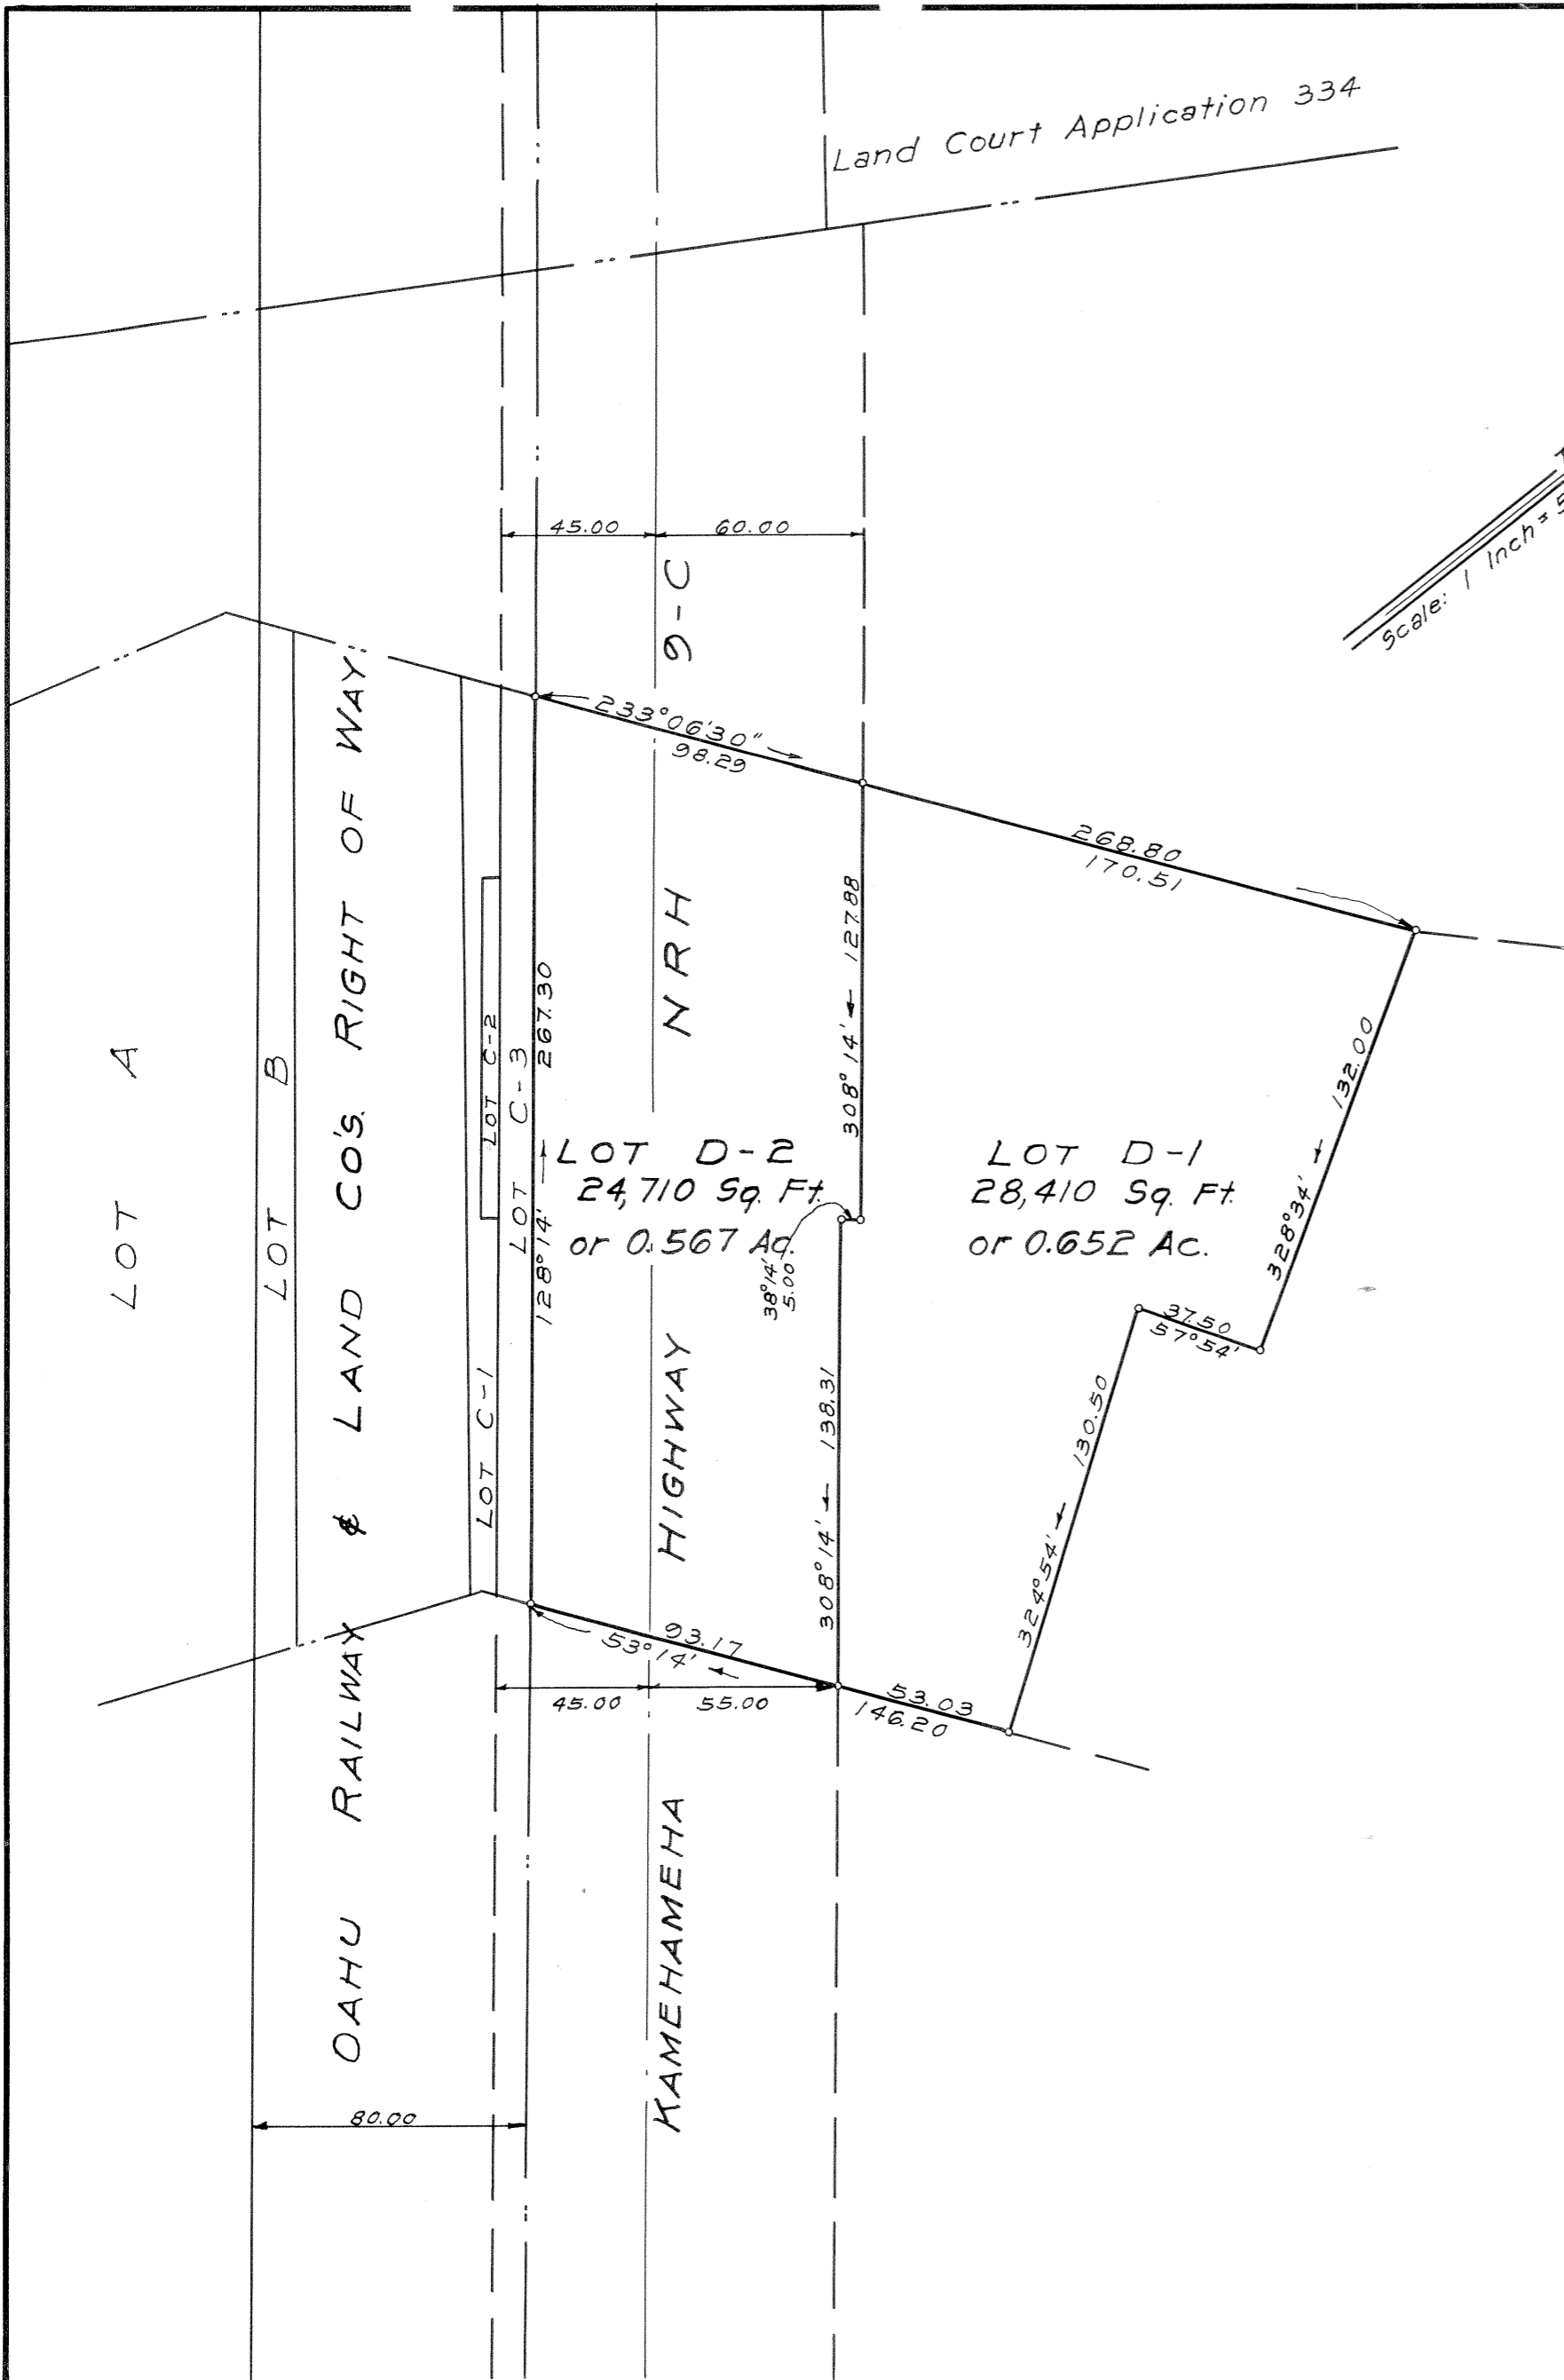 Land Court Application 334
45.00
60.00
Scale: 1 Inch = 5
9-C
233°06'30"
98.29
268.80
170.51
RIGHT OF WAY
308°14' 127.88
N R H
132.00
328°34'
267.30
128°14'
LOT A
LOT B
LOT C-2
LOT C-3
LOT C-1
LOT D-2
24,710 Sq. Ft.
or 0.567 Ac.
LOT D-1
28,410 Sq. Ft.
or 0.652 Ac.
38°14'
5.00
37.50
57°54'
130.50
324°54'
308°14' 138.31
HIGHWAY
93.17
53°14'
45.00
55.00
53.03
146.20
OAHU RAILWAY & LAND CO'S.
KAMEHAMEHA
80.00